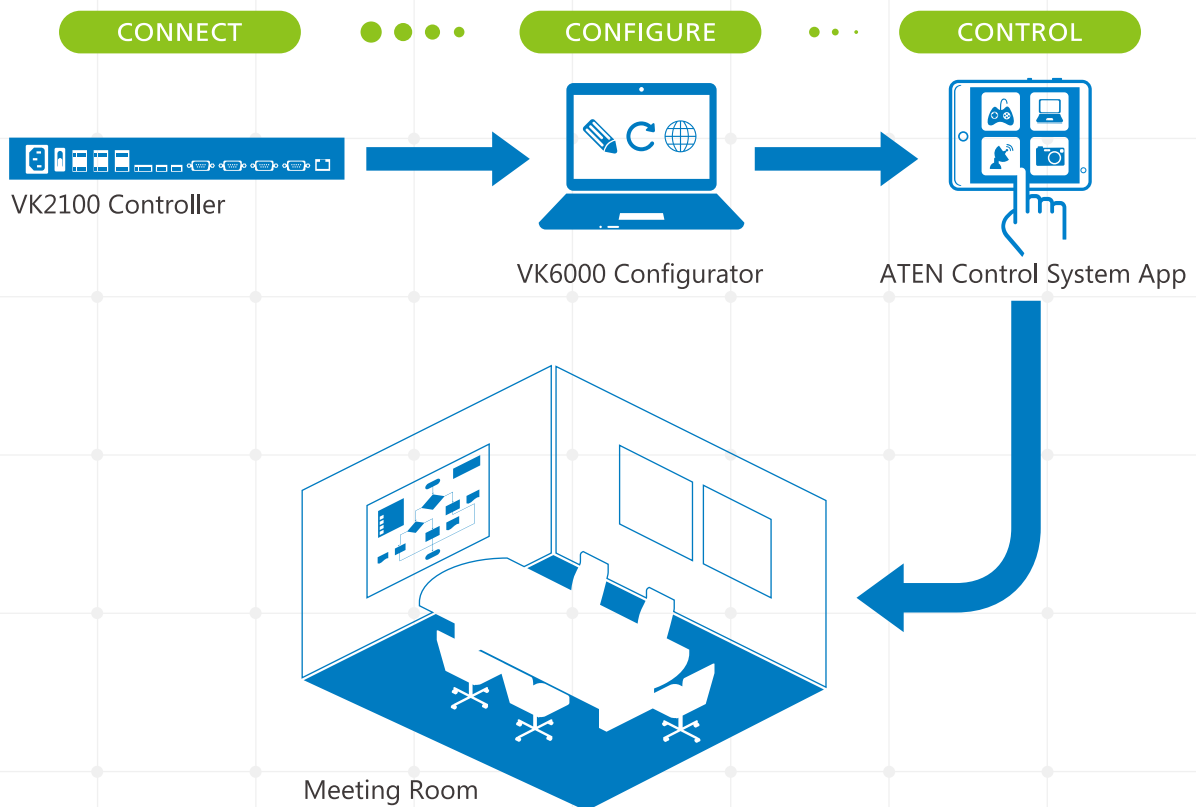 CONNECT
CONFIGURE
CONTROL
VK2100 Controller
VK6000 Configurator
ATEN Control System App
Meeting Room